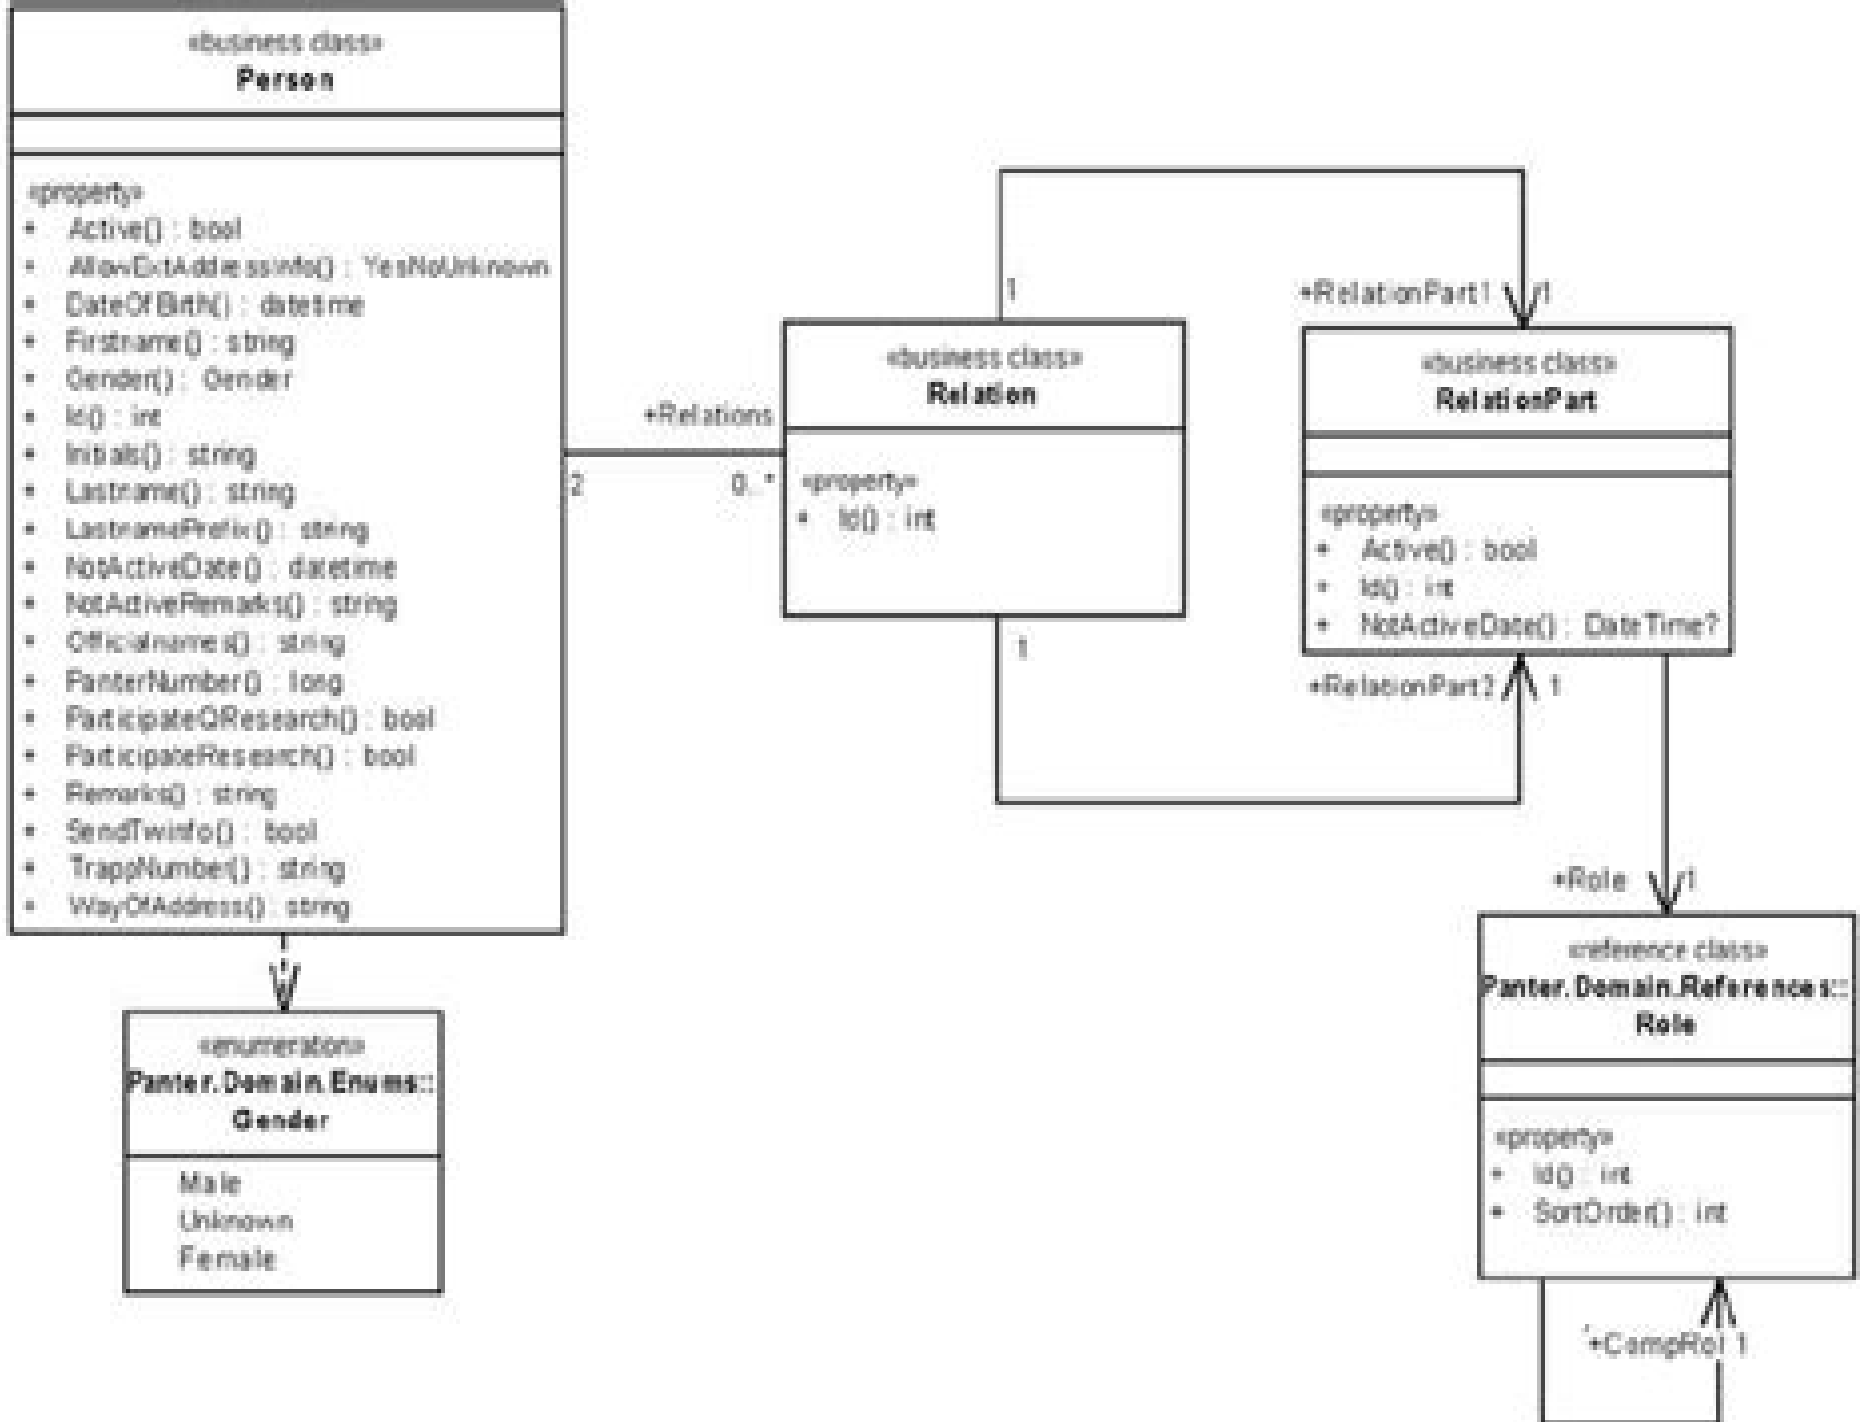 «business class»
Person
«property»
+ Active() : bool
+ AllowExtAddressInfo() : YesNoUnknown
+ DateOfBirth() : datetime
+ Firstname() : string
+ Gender() : Gender
+ Id() : int
+ Initials() : string
+ Lastname() : string
+ LastnamePrefix() : string
+ NotActiveDate() : datetime
+ NotActiveRemarks() : string
+ Officialnames() : string
+ PanterNumber() : long
+ ParticipateQResearch() : bool
+ ParticipateResearch() : bool
+ Remarks() : string
+ SendTwinfo() : bool
+ TrappNumber() : string
+ WayOfAddress() : string
«enumeration»
Panter.Domain.Enums::
Gender
Male
Unknown
Female
+Relations
2
0..*
«business class»
Relation
«property»
+ Id() : int
1
1
+RelationPart1 1
«business class»
RelationPart
«property»
+ Active() : bool
+ Id() : int
+ NotActiveDate() : DateTime?
+RelationPart2 1
+Role 1
«reference class»
Panter.Domain.References::
Role
«property»
+ Id() : int
+ SortOrder() : int
+CompRol 1